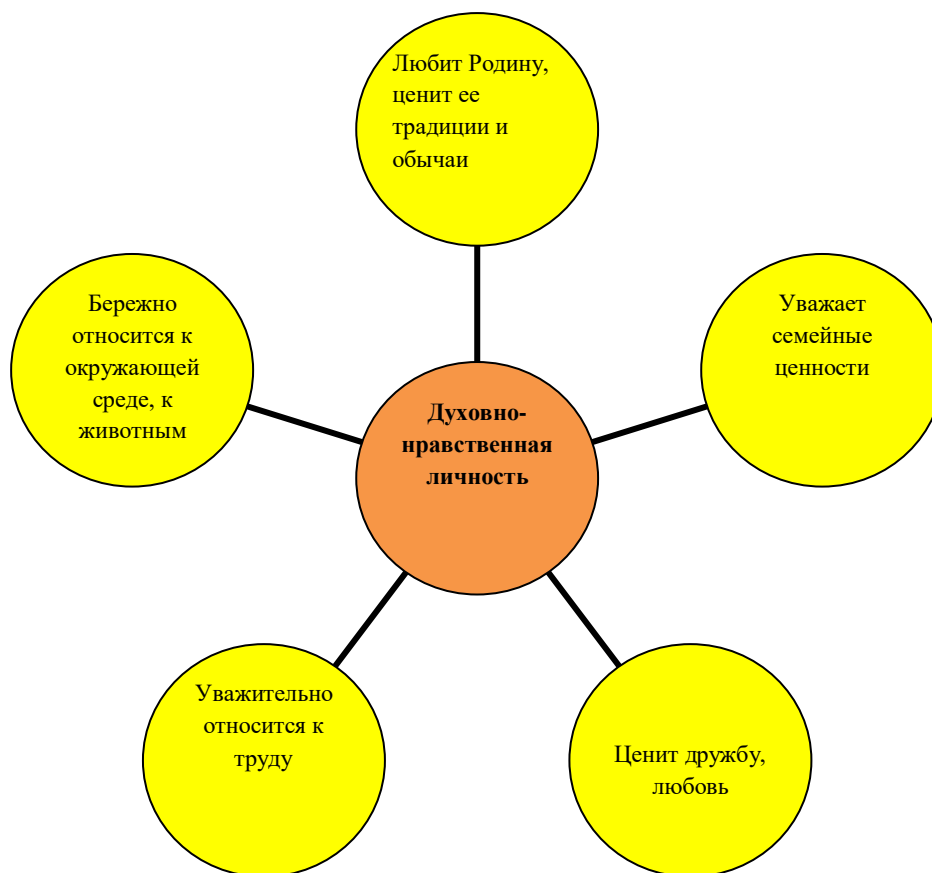 Любит Родину,
ценит ее
традиции и
обычаи
Бережно
относится к
окружающей
среде, к
животным
Уважает
семейные
ценности
Духовно-
нравственная
личность
Уважительно
относится к
труду
Ценит дружбу,
любовь